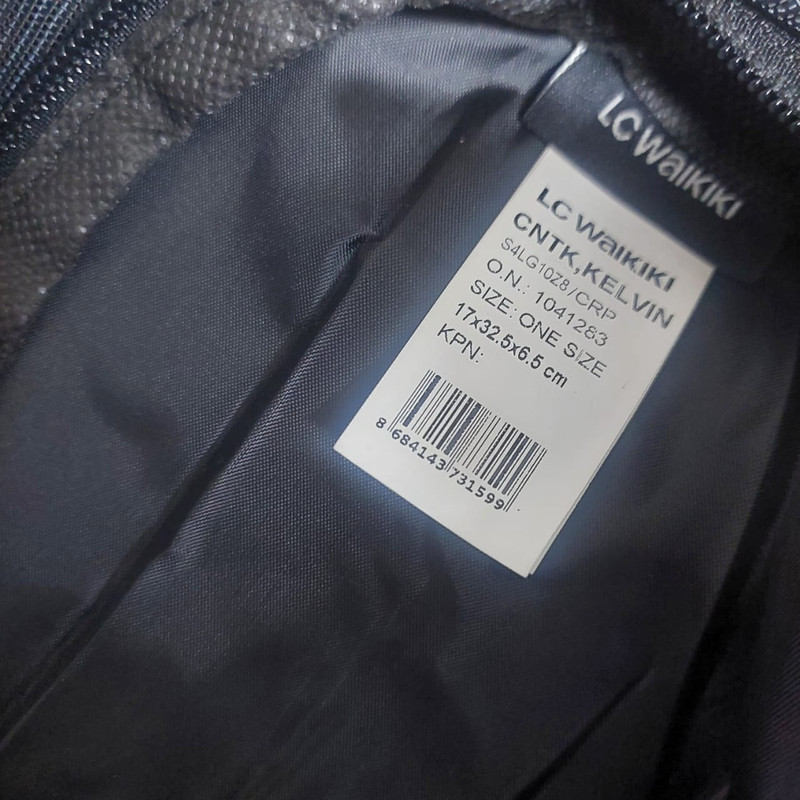 LC WAIKIKI
LC WAIKIKI
CNTK,KELVIN
S4LG10Z8/CRP
O.N.: 1041283
SIZE: ONE SIZE
17x32.5x6.5 cm
KPN:
8 684143 731599